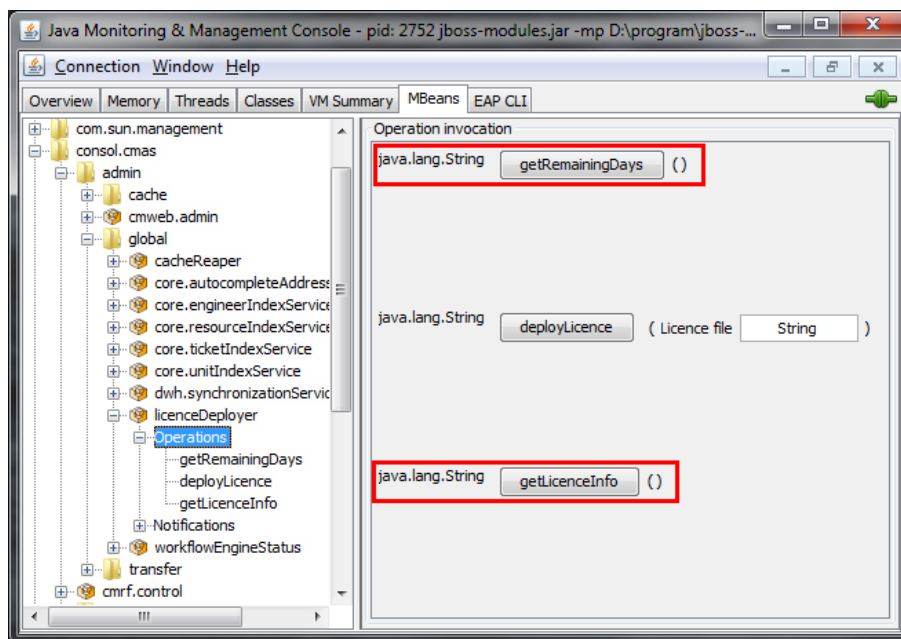 Java Monitoring & Management Console - pid: 2752 jboss-modules.jar -mp D:\program\jboss-...
Connection Window Help
Overview Memory Threads Classes VM Summary MBeans EAP CLI
com.sun.management
consol.cmas
admin
cache
cmweb.admin
global
cacheReaper
core.autocompleteAddress
core.engineerIndexService
core.resourceIndexService
core.ticketIndexService
core.unitIndexService
dwh.synchronizationServic
licenceDeployer
Operations
getRemainingDays
deployLicence
getLicenceInfo
Notifications
workflowEngineStatus
transfer
cmrf.control
Operation invocation
java.lang.String getRemainingDays ()
java.lang.String deployLicence ( Licence file String )
java.lang.String getLicenceInfo ()